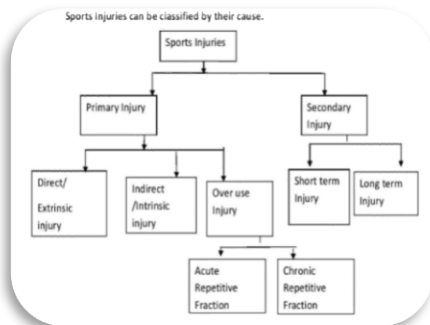 Sports Injuries can be classified by their cause.
Sports Injuries
Primary Injury
Secondary
Injury
Direct/
Extrinsic
injury
Indirect
/Intrinsic
injury
Over use
Injury
Short term
Injury
Long term
Injury
Acute
Repetitive
Fraction
Chronic
Repetitive
Fraction